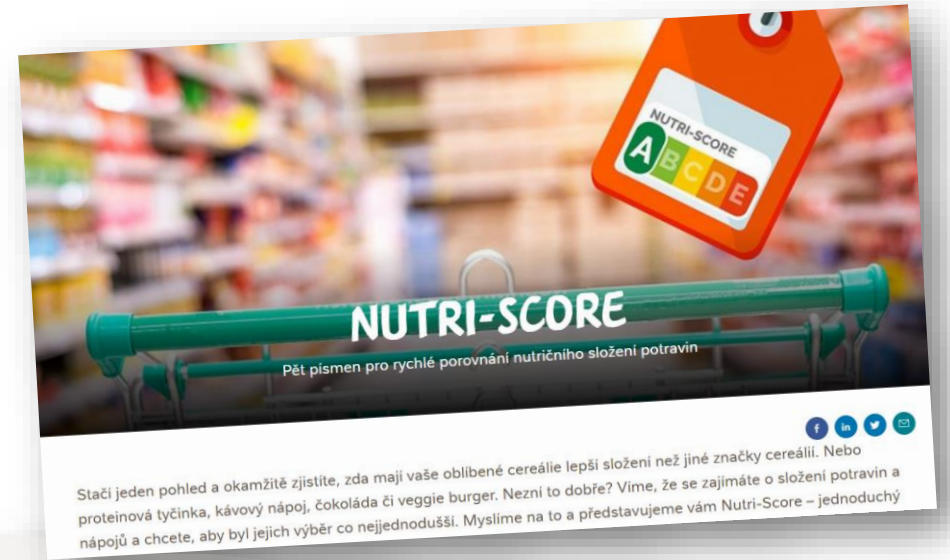 NUTRI-SCORE
ABCDE
NUTRI-SCORE
Pět písmen pro rychlé porovnání nutričního složení potravin
f in
Stačí jeden pohled a okamžitě zjistíte, zda mají vaše oblíbené cereálie lepší složení než jiné značky cereálií. Nebo
proteinová tyčinka, kávový nápoj, čokoláda či veggie burger. Nezní to dobře? Víme, že se zajímáte o složení potravin a
nápojů a chcete, aby byl jejich výběr co nejjednodušší. Myslíme na to a představujeme vám Nutri-Score – jednoduchý